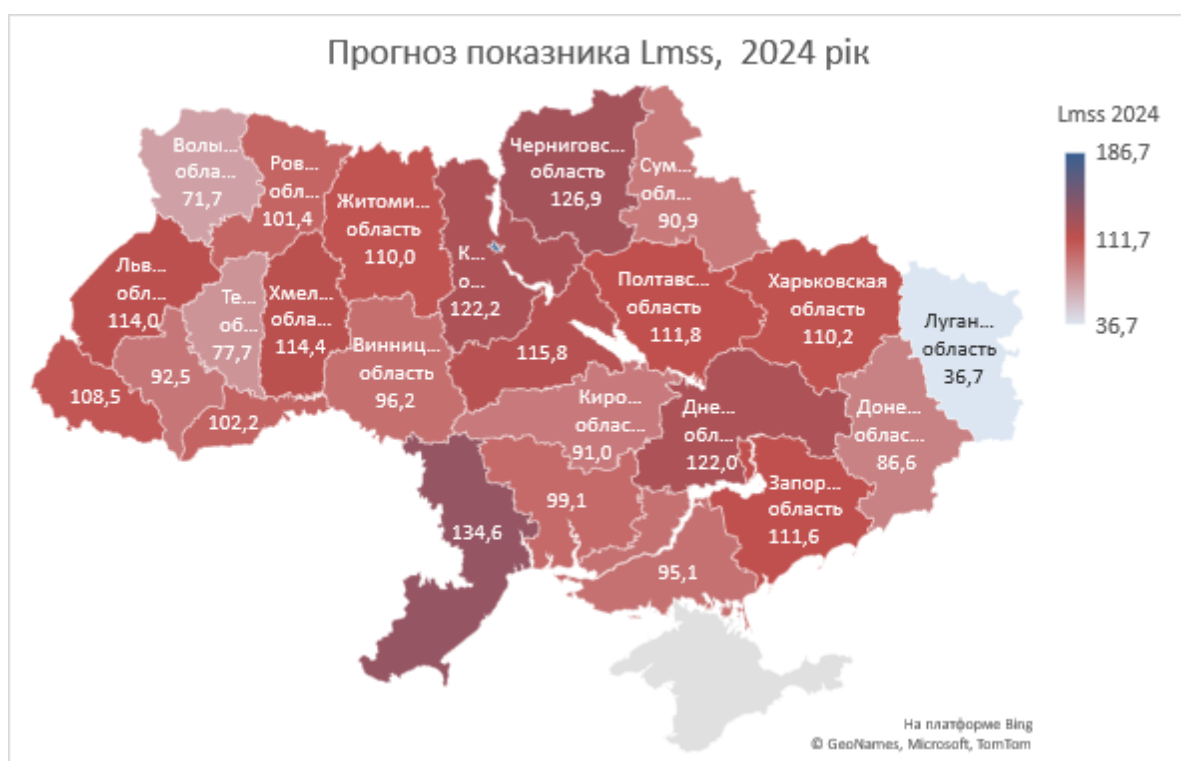 Прогноз показника Lmss, 2024 рік
Lmss 2024
186,7
111,7
36,7
Волы...
обла...
71,7
Ров...
обл...
101,4
Житоми...
область
110,0
К...
о...
122,2
Черниговс...
область
126,9
Сум...
обл...
90,9
Льв...
обл...
114,0
Те...
об...
77,7
Хмел...
обла...
114,4
Винниц...
область
96,2
115,8
Полтавс...
область
111,8
Харьковская
область
110,2
Луган...
область
36,7
108,5
92,5
102,2
Киро...
облас...
91,0
Дне...
обл...
122,0
Доне...
облас...
86,6
134,6
99,1
Запор...
область
111,6
95,1
На платформе Bing
© GeoNames, Microsoft, TomTom